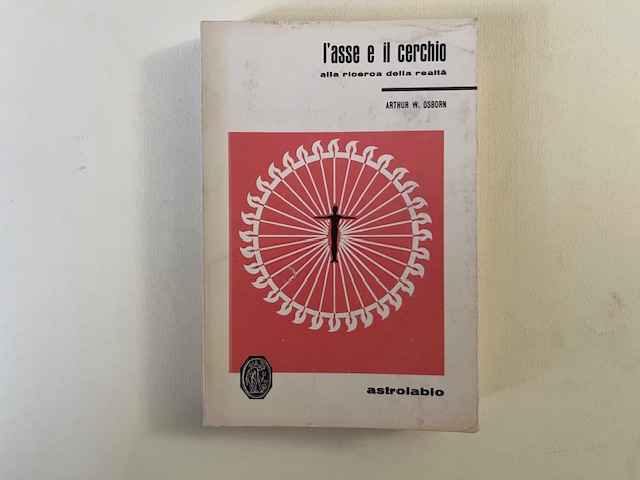 l'asse e il cerchio
alla ricerca della realtà
ARTHUR W. OSBORN
astrolabio